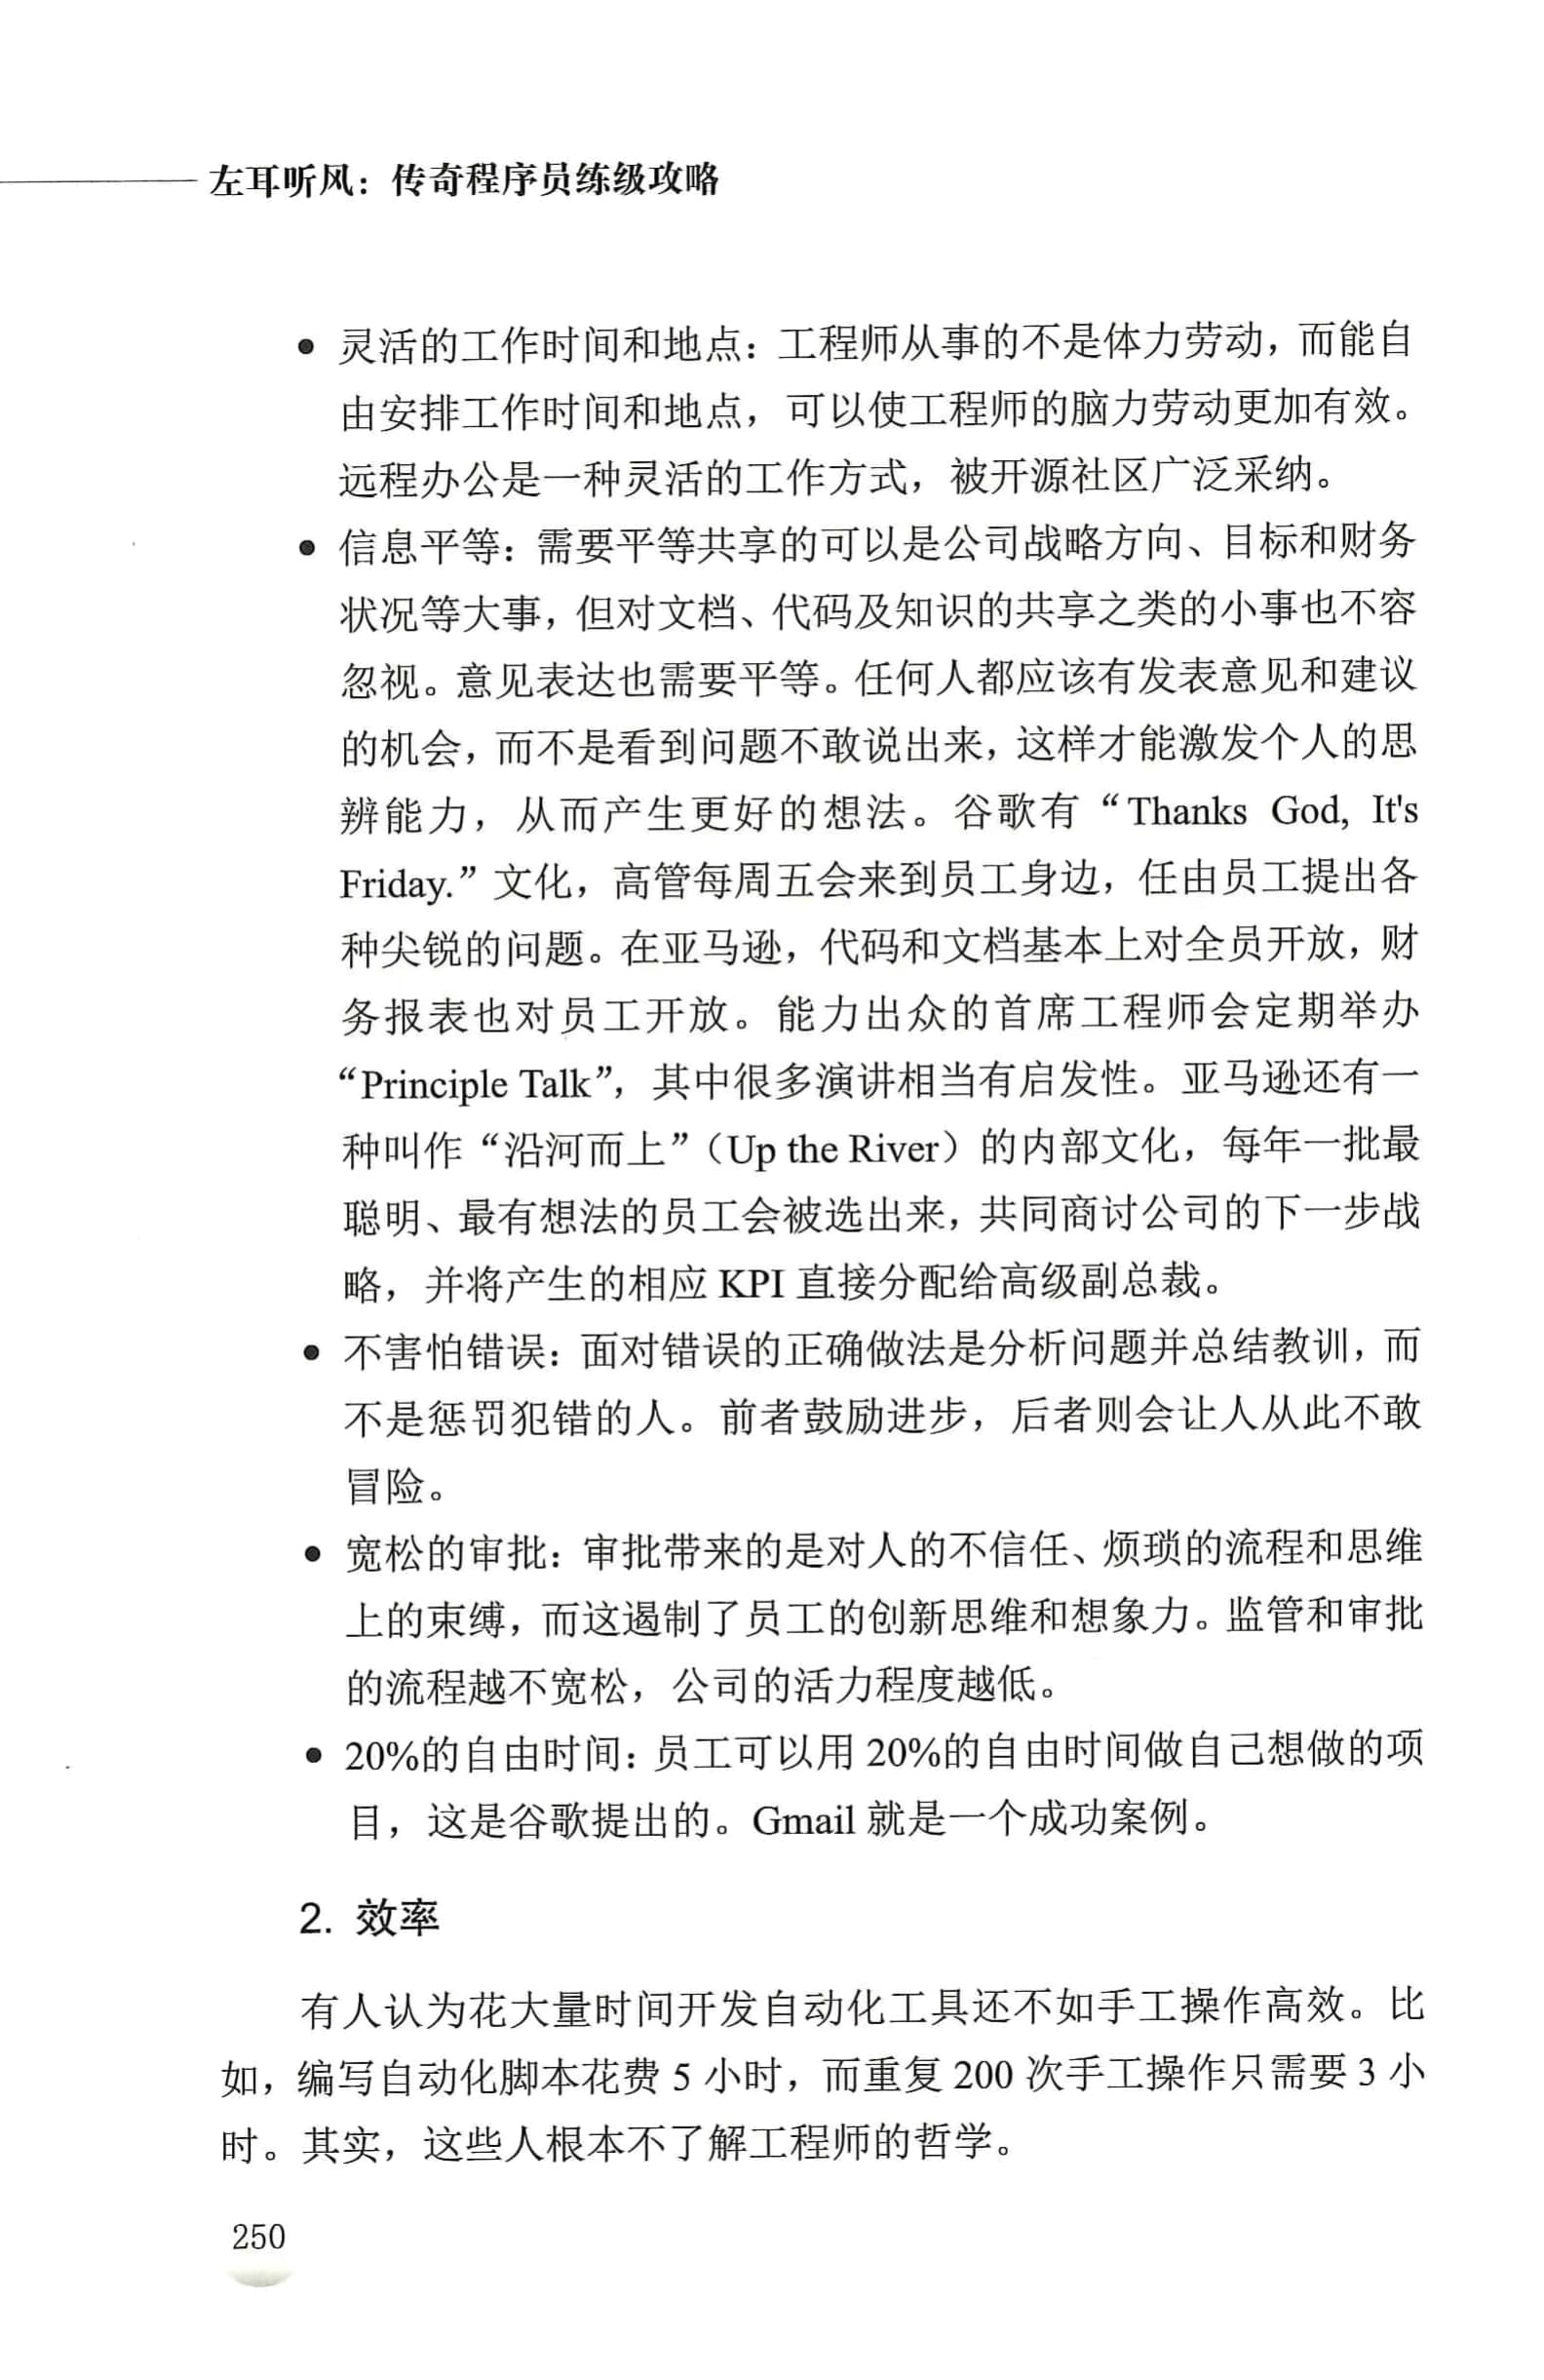 左耳听风：传奇程序员练级攻略
● 灵活的工作时间和地点：工程师从事的不是体力劳动，而能自
由安排工作时间和地点，可以使工程师的脑力劳动更加有效。
远程办公是一种灵活的工作方式，被开源社区广泛采纳。
● 信息平等：需要平等共享的可以是公司战略方向、目标和财务
状况等大事，但对文档、代码及知识的共享之类的小事也不容
忽视。意见表达也需要平等。任何人都应该有发表意见和建议
的机会，而不是看到问题不敢说出来，这样才能激发个人的思
辨能力，从而产生更好的想法。谷歌有“Thanks God, It's
Friday.”文化，高管每周五会来到员工身边，任由员工提出各
种尖锐的问题。在亚马逊，代码和文档基本上对全员开放，财
务报表也对员工开放。能力出众的首席工程师会定期举办
“Principle Talk”，其中很多演讲相当有启发性。亚马逊还有一
种叫作“沿河而上”（Up the River）的内部文化，每年一批最
聪明、最有想法的员工会被选出来，共同商讨公司的下一步战
略，并将产生的相应 KPI 直接分配给高级副总裁。
● 不害怕错误：面对错误的正确做法是分析问题并总结教训，而
不是惩罚犯错的人。前者鼓励进步，后者则会让人从此不敢
冒险。
● 宽松的审批：审批带来的是对人的不信任、烦琐的流程和思维
上的束缚，而这遏制了员工的创新思维和想象力。监管和审批
的流程越不宽松，公司的活力程度越低。
● 20%的自由时间：员工可以用 20%的自由时间做自己想做的项
目，这是谷歌提出的。Gmail 就是一个成功案例。
2. 效率
有人认为花大量时间开发自动化工具还不如手工操作高效。比
如，编写自动化脚本花费 5 小时，而重复 200 次手工操作只需要 3 小
时。其实，这些人根本不了解工程师的哲学。
250